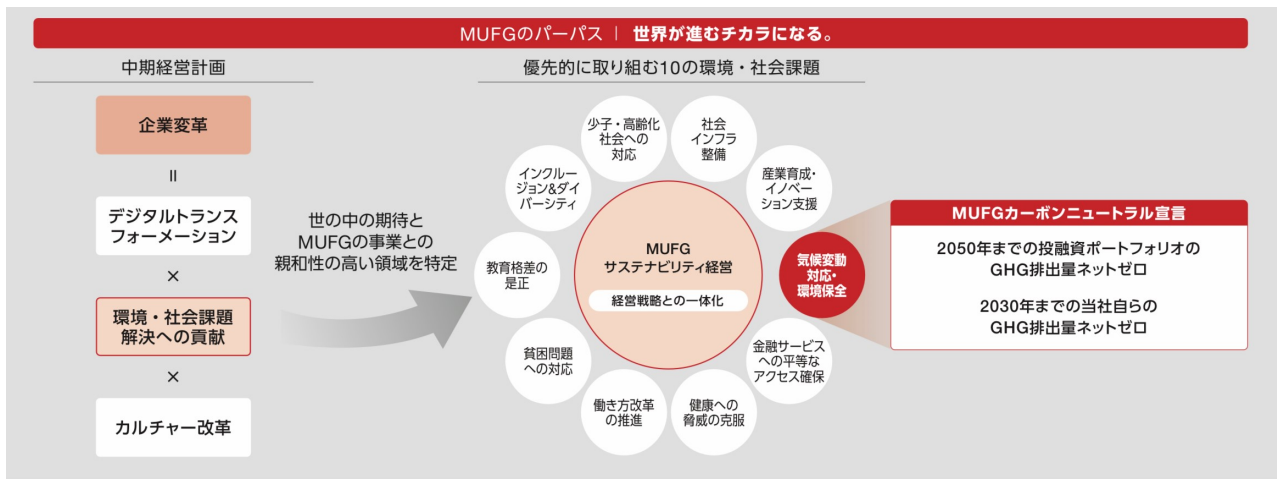 MUFGのパーパス | 世界が進むチカラになる。
中期経営計画
企業変革
=
デジタルトランス
フォーメーション
×
環境・社会課題
解決への貢献
×
カルチャー改革
世の中の期待と
MUFGの事業との
親和性の高い領域を特定
優先的に取り組む10の環境・社会課題
少子・高齢化
社会への
対応
社会
インフラ
整備
産業育成・
イノベー
ション支援
気候変動
対応・
環境保全
金融サービス
への平等な
アクセス確保
健康への
脅威の克服
働き方改革
の推進
貧困問題
への対応
教育格差の
是正
インクルー
ジョン&ダイ
バーシティ
MUFG
サステナビリティ経営
経営戦略との一体化
MUFGカーボンニュートラル宣言
2050年までの投融資ポートフォリオの
GHG排出量ネットゼロ
2030年までの当社自らの
GHG排出量ネットゼロ